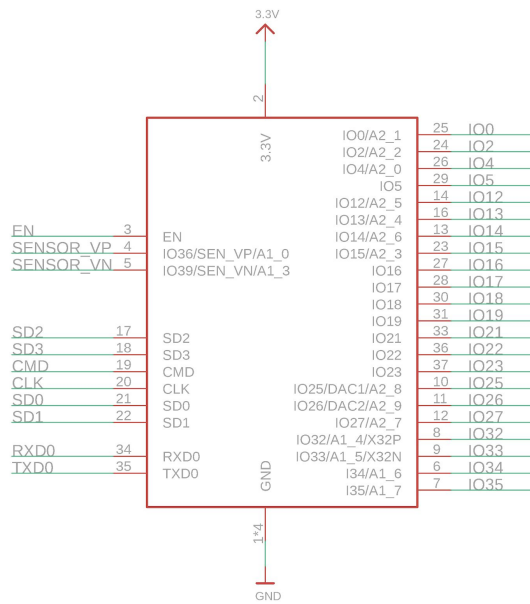 3.3V
2
3.3V
IO0/A2_1 25 IO0
IO2/A2_2 24 IO2
IO4/A2_0 26 IO4
IO5 29 IO5
IO12/A2_5 14 IO12
IO13/A2_4 16 IO13
EN 3 EN IO14/A2_6 13 IO14
SENSOR_VP 4 IO36/SEN_VP/A1_0 IO15/A2_3 23 IO15
SENSOR_VN 5 IO39/SEN_VN/A1_3 IO16 27 IO16
IO17 28 IO17
IO18 30 IO18
IO19 31 IO19
SD2 17 SD2 IO21 33 IO21
SD3 18 SD3 IO22 36 IO22
CMD 19 CMD IO23 37 IO23
CLK 20 CLK IO25/DAC1/A2_8 10 IO25
SD0 21 SD0 IO26/DAC2/A2_9 11 IO26
SD1 22 SD1 IO27/A2_7 12 IO27
IO32/A1_4/X32P 8 IO32
RXD0 34 RXD0 IO33/A1_5/X32N 9 IO33
TXD0 35 TXD0 I34/A1_6 6 IO34
I35/A1_7 7 IO35
GND
1*4
GND